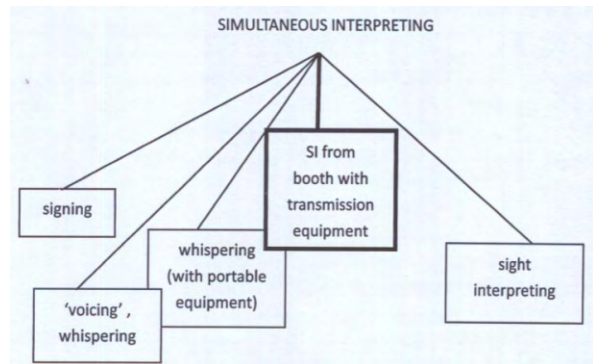 SIMULTANEOUS INTERPRETING
SI from
booth with
transmission
equipment
signing
whispering
(with portable
equipment)
sight
interpreting
'voicing' ,
whispering